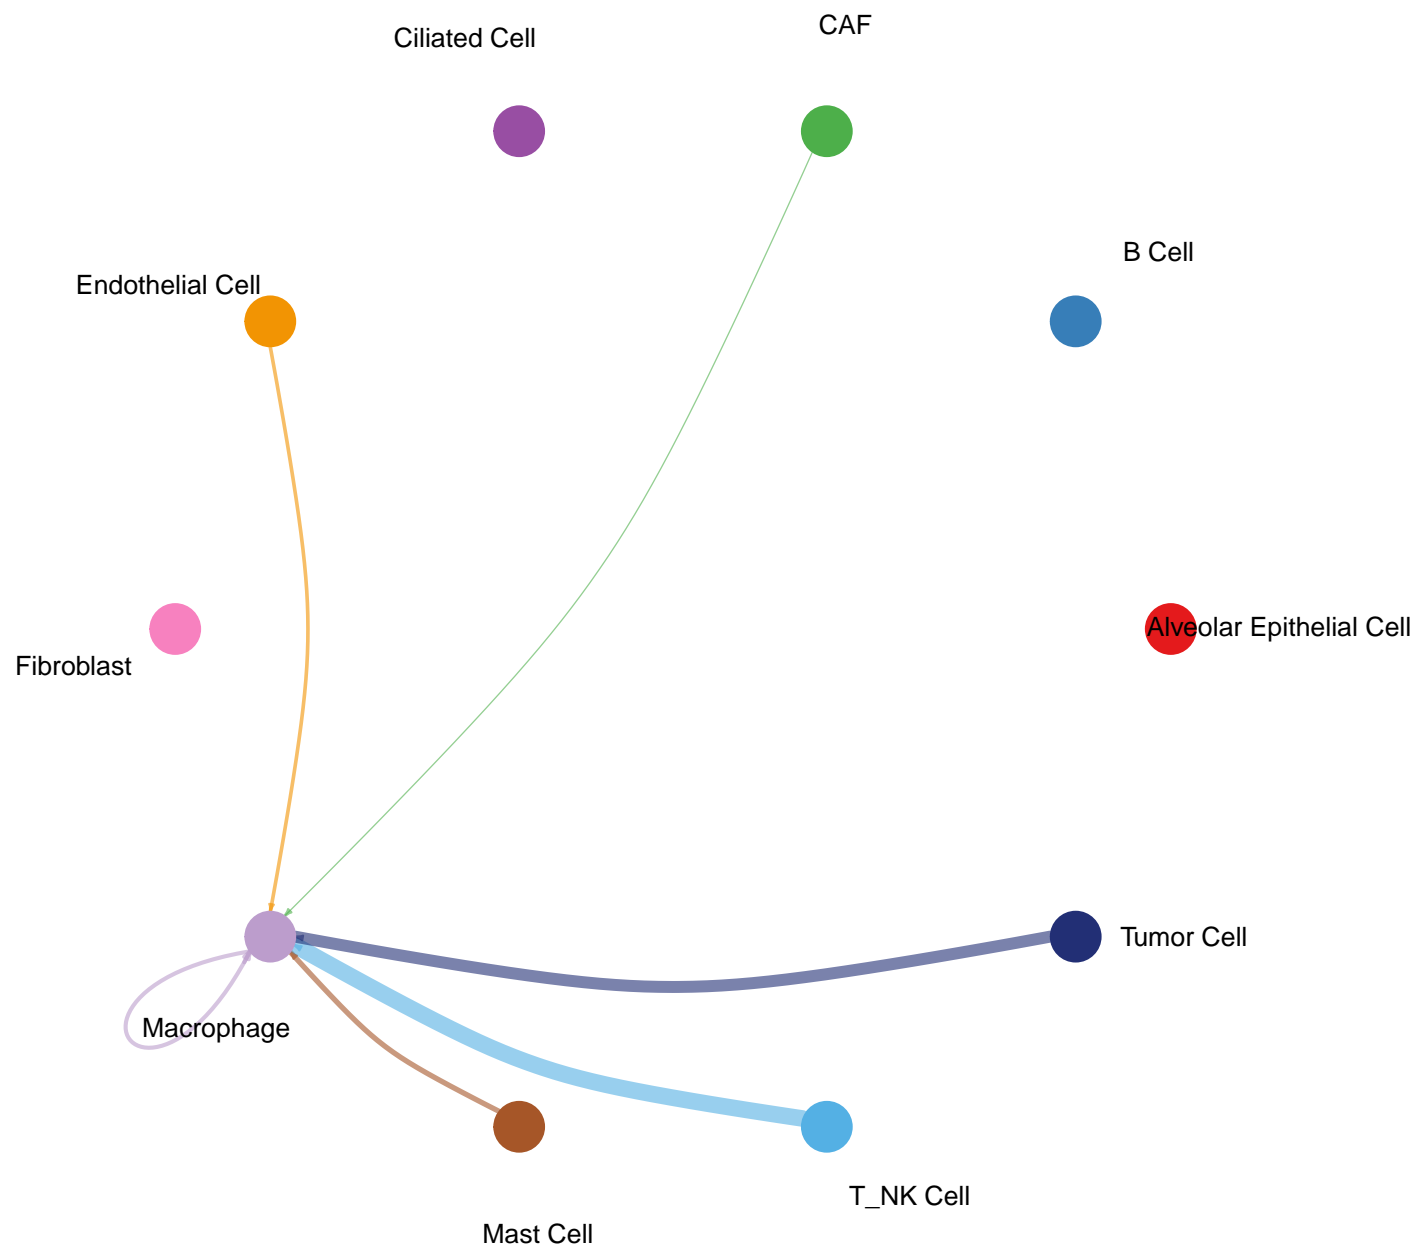 CAF
Ciliated Cell
B Cell
Endothelial Cell
Alveolar Epithelial Cell
Fibroblast
Tumor Cell
Macrophage
T_NK Cell
Mast Cell